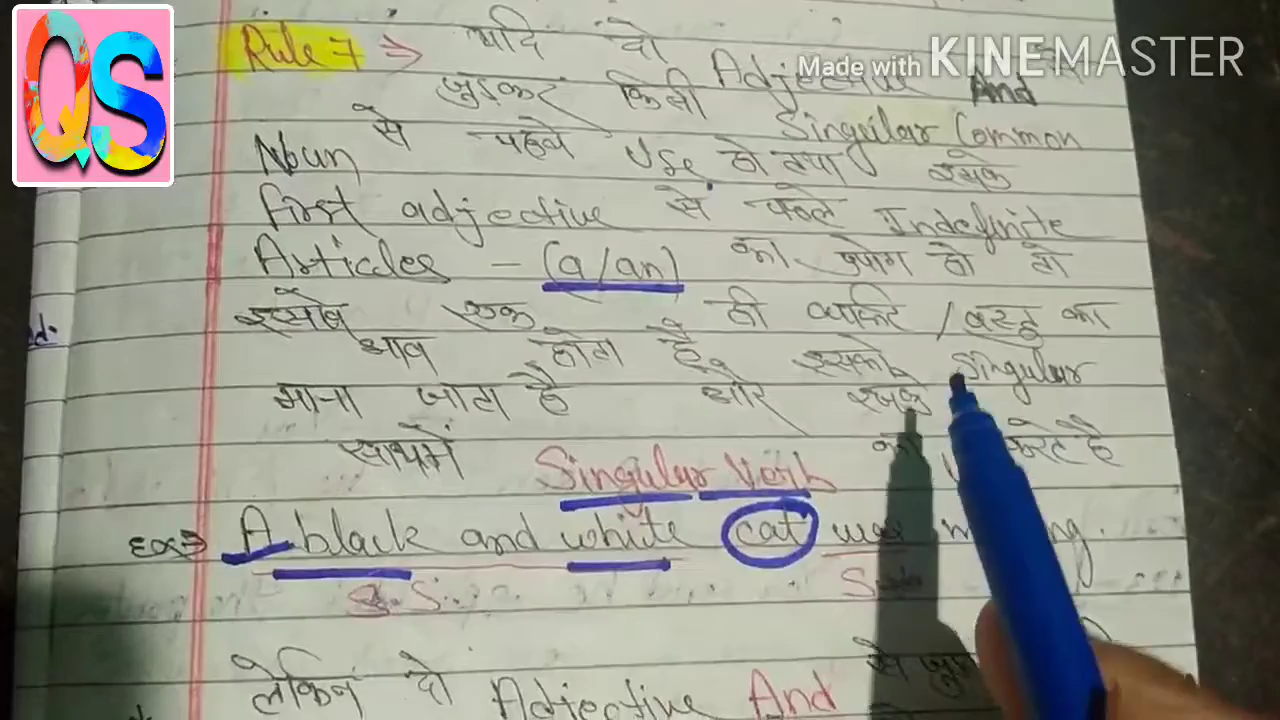 QS
Made with KINEMASTER
Rule 7 ⇒ यदि दो Adjective And से
जुड़कर किसी Singular Common
Noun से पहले Use हो तथा इसके
first adjective से पहले Indefinite
Articles - (a/an) का प्रयोग हो तो
इससे एक ही व्यक्ति / वस्तु का
भाव होता है, इसको Singular
माना जाता है और इसके
साथ में Singular Verb का करते है
Ex⇒ A black and white cat was
S.S. S
लेकिन दो Adjective And से